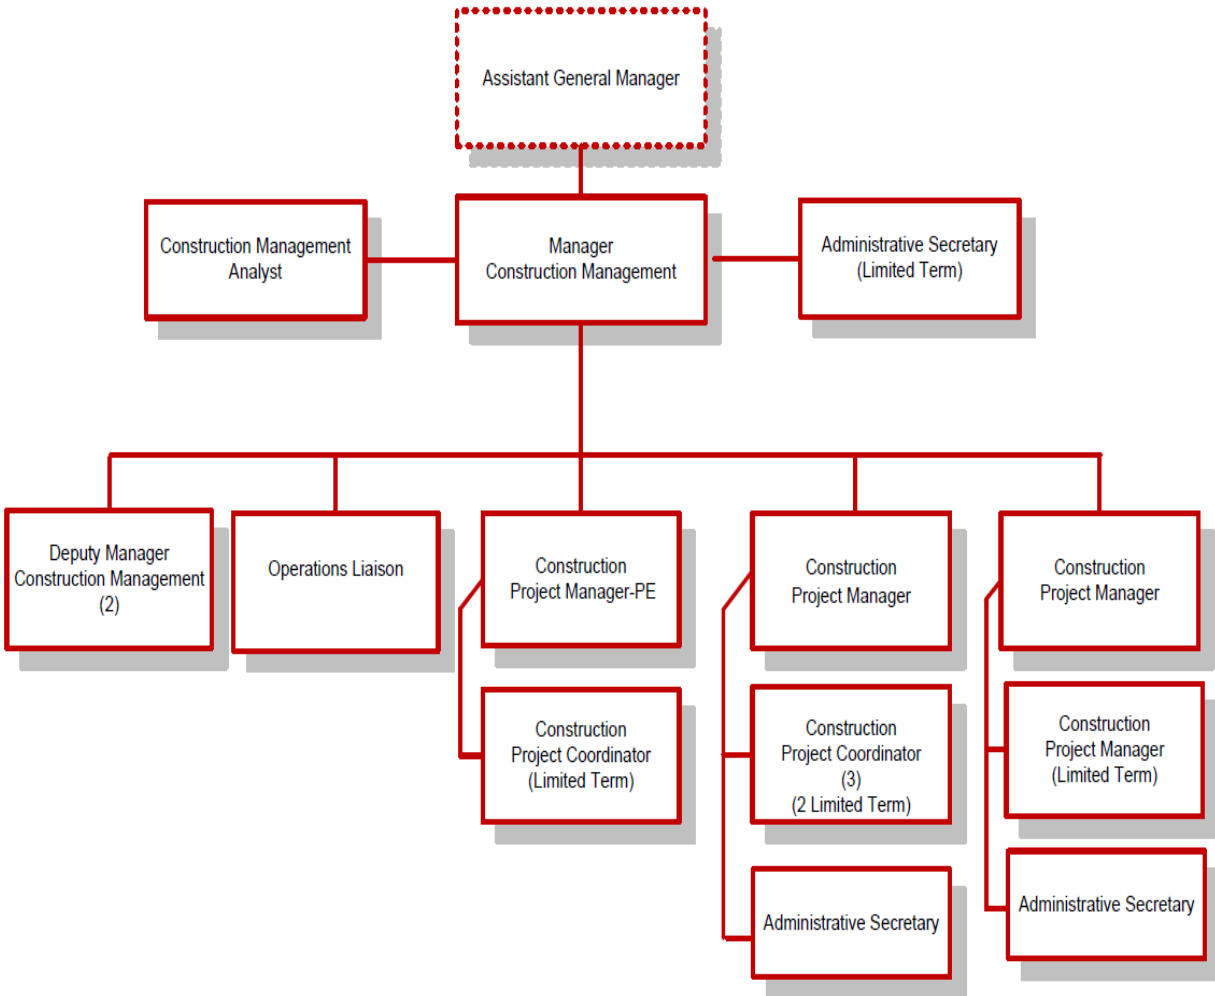 Assistant General Manager
Construction Management
Analyst
Manager
Construction Management
Administrative Secretary
(Limited Term)
Deputy Manager
Construction Management
(2)
Operations Liaison
Construction
Project Manager-PE
Construction
Project Manager
Construction
Project Manager
Construction
Project Coordinator
(Limited Term)
Construction
Project Coordinator
(3)
(2 Limited Term)
Construction
Project Manager
(Limited Term)
Administrative Secretary
Administrative Secretary